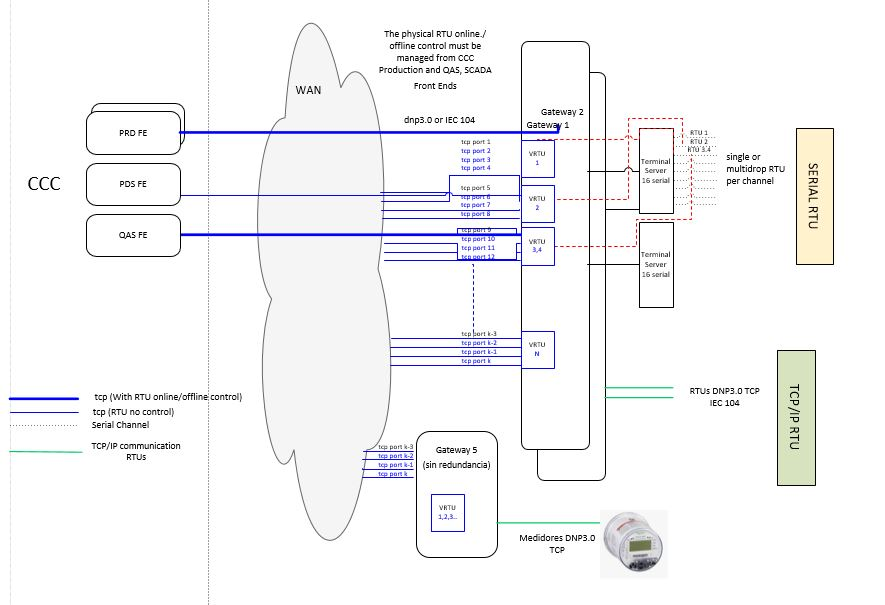 The physical RTU online./
offline control must be
managed from CCC
Production and QAS, SCADA
Front Ends
WAN
dnp3.0 or IEC 104
Gateway 2
Gateway 1
PRD FE
PDS FE
QAS FE
CCC
tcp port 1
tcp port 2
tcp port 3
tcp port 4
tcp port 5
tcp port 6
tcp port 7
tcp port 8
tcp port 9
tcp port 10
tcp port 11
tcp port 12
tcp port k-3
tcp port k-2
tcp port k-1
tcp port k
VRTU
1
VRTU
2
VRTU
3,4
VRTU
N
Terminal
Server
16 serial
Terminal
Server
16 serial
RTU 1
RTU 2
RTU 3,4
single or
multidrop RTU
per channel
SERIAL RTU
RTUs DNP3.0 TCP
IEC 104
TCP/IP RTU
tcp (With RTU online/offline control)
tcp (RTU no control)
Serial Channel
TCP/IP communication
RTUs
tcp port k-3
tcp port k-2
tcp port k-1
tcp port k
Gateway 5
(sin redundancia)
VRTU
1,2,3..
Medidores DNP3.0
TCP